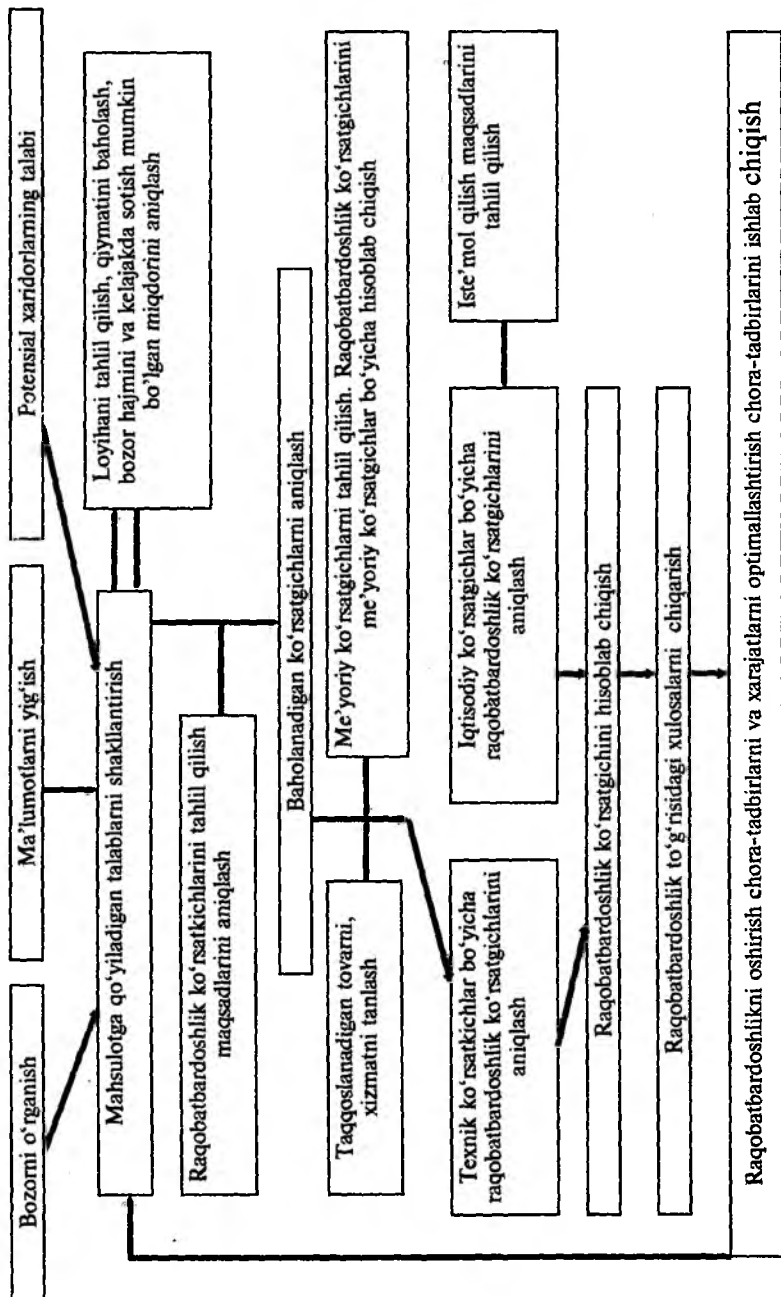 Bozorni o‘rganish
Ma’lumotlarni yig‘ish
Potensial xaridorlarning talabi
Mahsulotga qo‘yiladigan talablarni shakllantirish
Loyihani tahlil qilish, qiymatini baholash,
bozor hajmini va kelajakda sotish mumkin
bo’lgan miqdorini aniqlash
Raqobatbardoshlik ko‘rsatkichlarini tahlil qilish
maqsadlarini aniqlash
Baholanadigan ko‘rsatgichlarni aniqlash
Taqqoslanadigan tovarni,
xizmatni tanlash
Me’yoriy ko‘rsatgichlarni tahlil qilish. Raqobatbardoshlik ko‘rsatgichlarini
me’yoriy ko‘rsatgichlar bo‘yicha hisoblab chiqish
Texnik ko‘rsatkichlar bo‘yicha
raqobatbardoshlik ko‘rsatgichlarini
aniqlash
Iqtisodiy ko‘rsatgichlar bo‘yicha
raqobatbardoshlik ko‘rsatgichlarini
aniqlash
Iste’mol qilish maqsadlarini
tahlil qilish
Raqobatbardoshlik ko‘rsatgichini hisoblab chiqish
Raqobatbardoshlik to‘g‘risidagi xulosalarni chiqarish
Raqobatbardoshlikni oshirish chora-tadbirlarni va xarajatlarni optimallashtirish chora-tadbirlarini ishlab chiqish